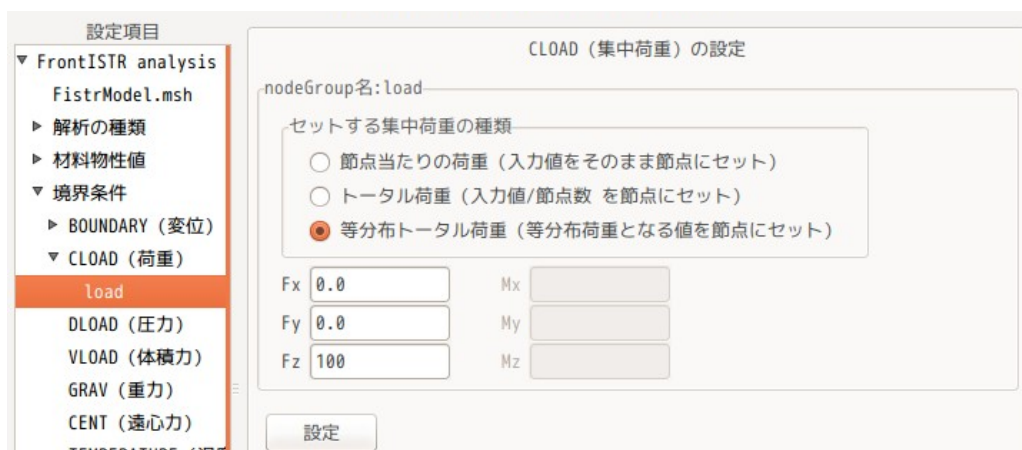 設定項目
▼ FrontISTR analysis
FistrModel.msh
▶ 解析の種類
▶ 材料物性値
▼ 境界条件
▶ BOUNDARY (変位)
▼ CLOAD (荷重)
load
DLOAD (圧力)
VLOAD (体積力)
GRAV (重力)
CENT (遠心力)
CLOAD (集中荷重) の設定
nodeGroup名:load
セットする集中荷重の種類
節点当たりの荷重 (入力値をそのまま節点にセット)
トータル荷重 (入力値/節点数 を節点にセット)
等分布トータル荷重 (等分布荷重となる値を節点にセット)
Fx 0.0 Mx
Fy 0.0 My
Fz 100 Mz
設定